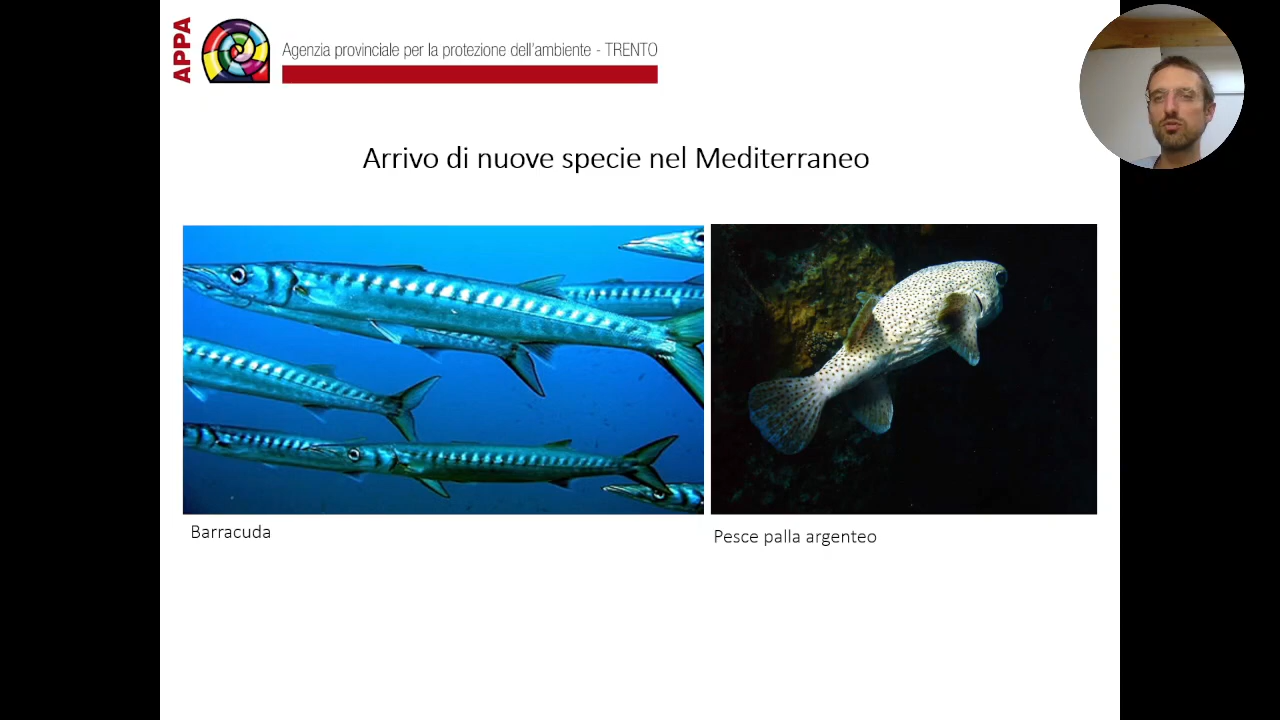 APPA
Agenzia provinciale per la protezione dell'ambiente - TRENTO
Arrivo di nuove specie nel Mediterraneo
Barracuda
Pesce palla argenteo